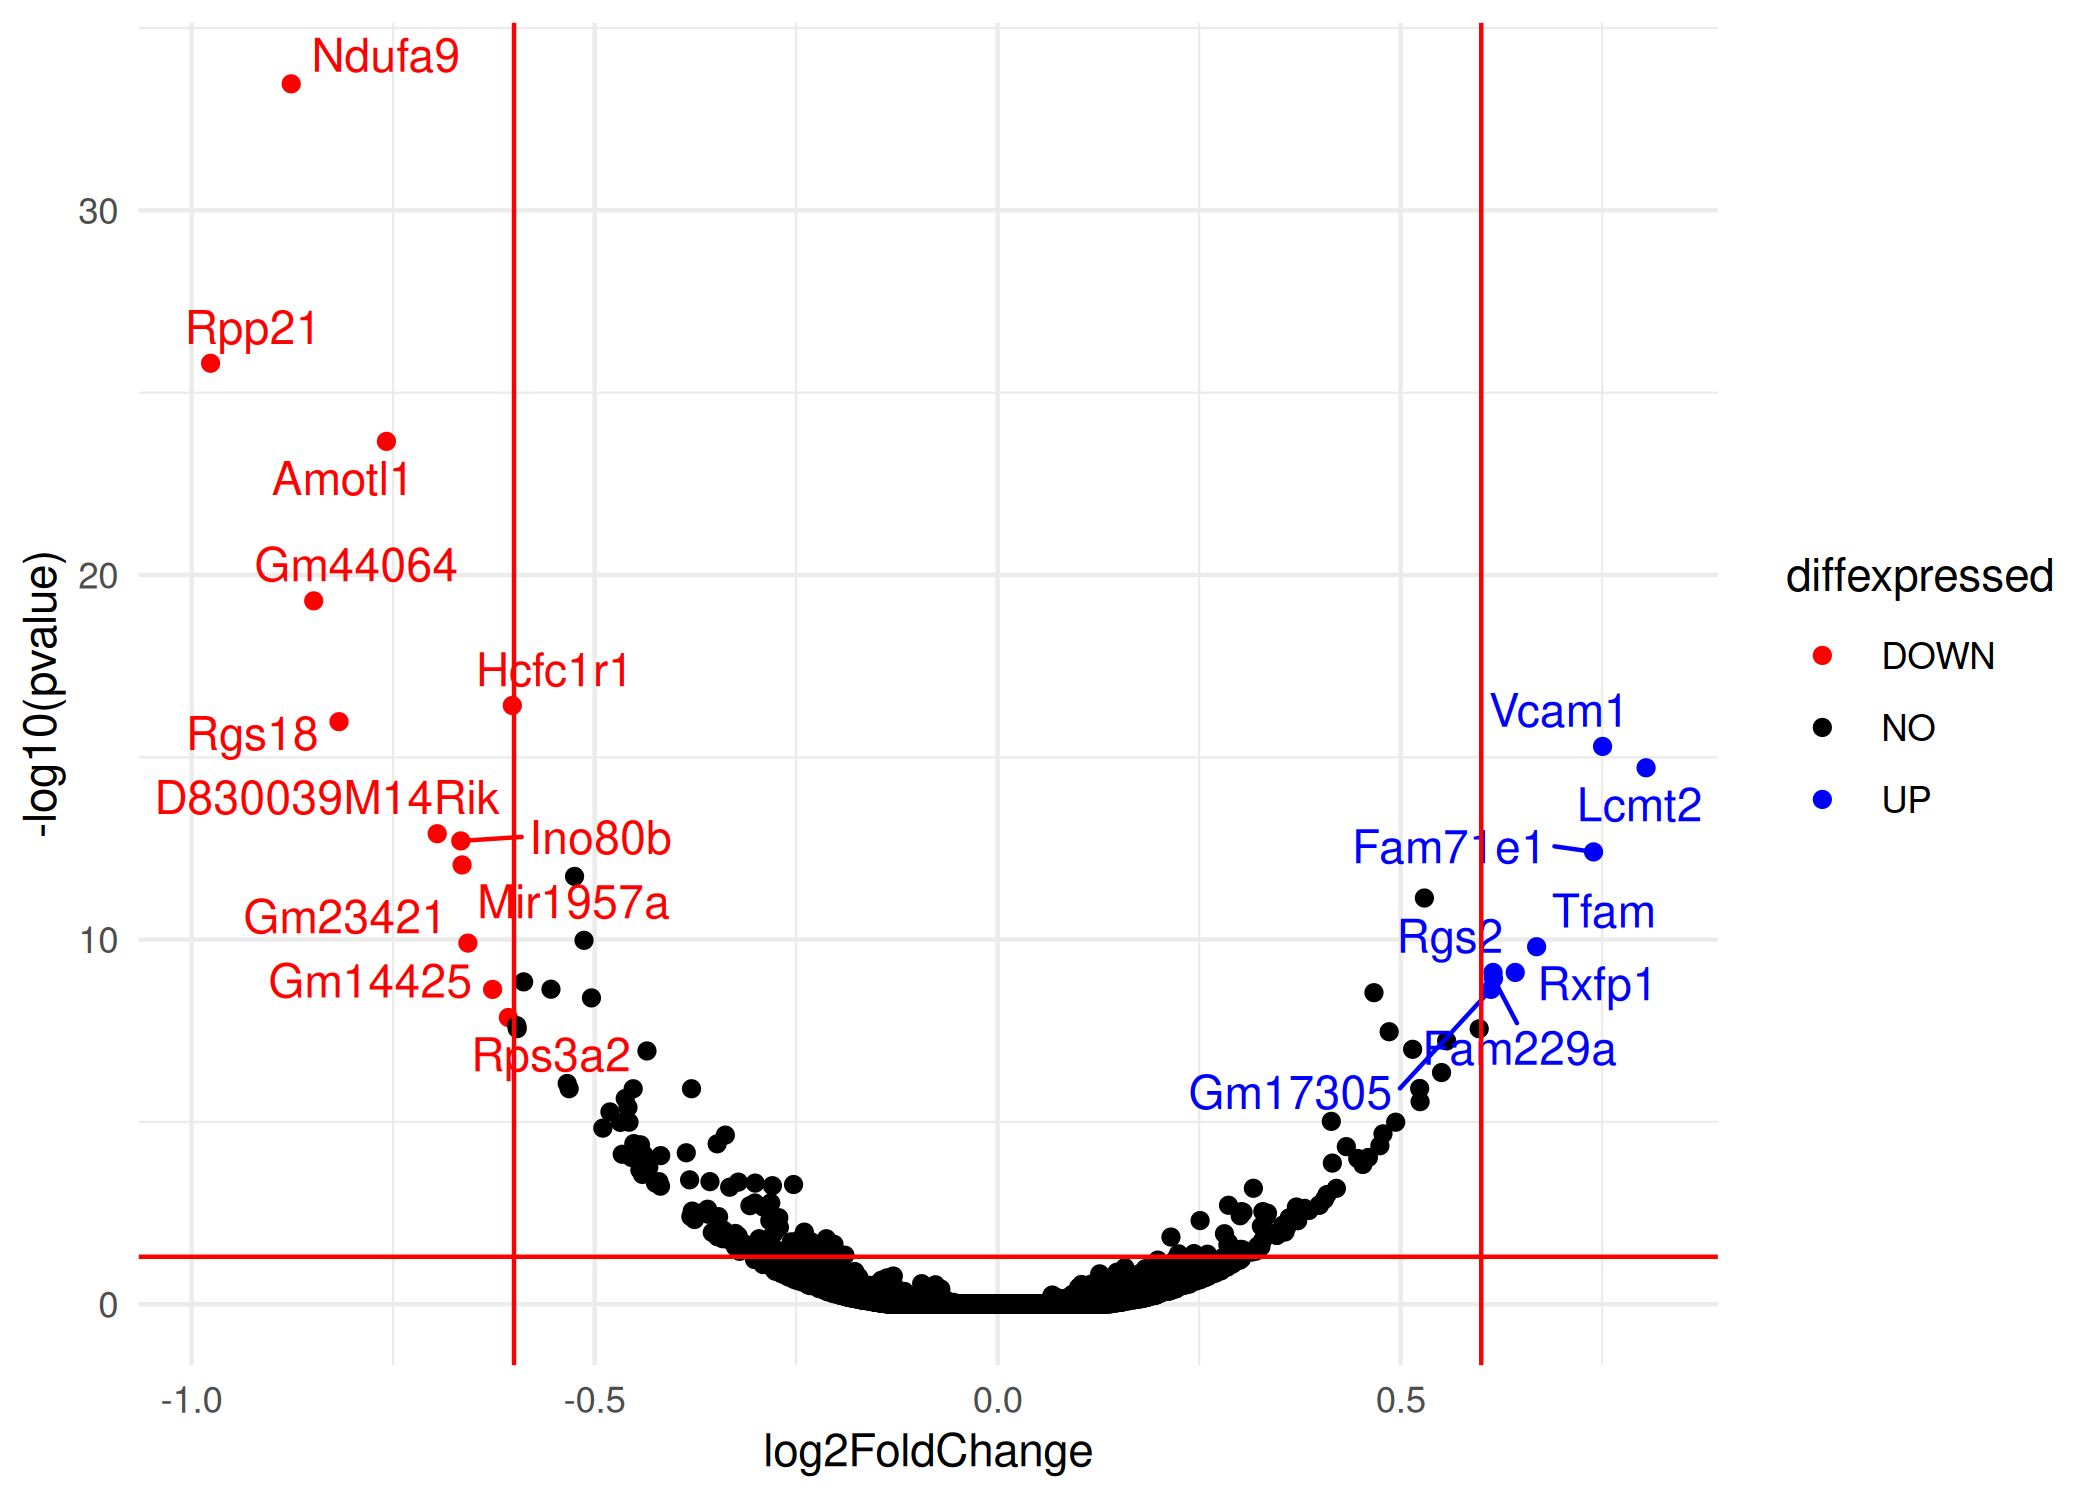 Ndufa9
Rpp21
Amotl1
Gm44064
Hcfc1r1
Rgs18
D830039M14Rik
Ino80b
Mir1957a
Gm23421
Gm14425
Rps3a2
Vcam1
Lcmt2
Fam71e1
Tfam
Rgs2
Rxfp1
Fam229a
Gm17305
30
20
10
0
-log10(pvalue)
-1.0
-0.5
0.0
0.5
log2FoldChange
diffexpressed
DOWN
NO
UP